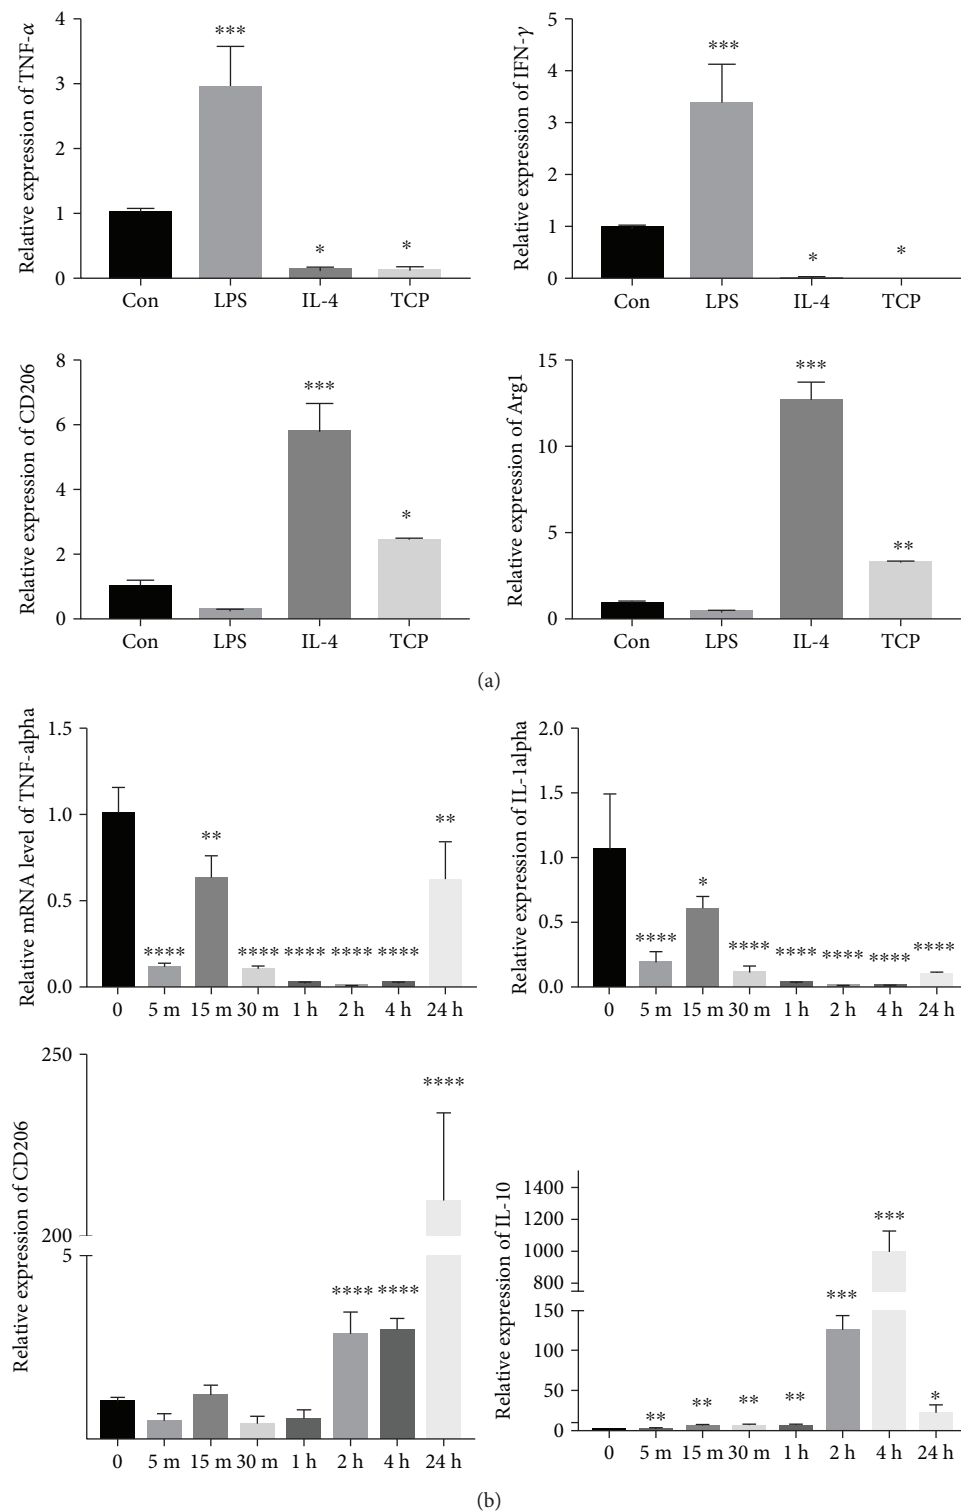 Relative expression of TNF-α
4
3
2
1
0
***
*
*
Con LPS IL-4 TCP
Relative expression of IFN-γ
5
4
3
2
1
0
***
*
*
Con LPS IL-4 TCP
Relative expression of CD206
8
6
4
2
0
***
*
Con LPS IL-4 TCP
Relative expression of Arg1
15
10
5
0
***
**
Con LPS IL-4 TCP
(a)
Relative mRNA level of TNF-alpha
1.5
1.0
0.5
0.0
**** ** **** **** **** **** **
0 5 m 15 m 30 m 1 h 2 h 4 h 24 h
Relative expression of IL-1alpha
2.0
1.5
1.0
0.5
0.0
**** * **** **** **** **** ****
0 5 m 15 m 30 m 1 h 2 h 4 h 24 h
Relative expression of CD206
250
200
5
**** **** ****
0 5 m 15 m 30 m 1 h 2 h 4 h 24 h
Relative expression of IL-10
1400
1200
1000
800
150
100
50
0
** ** ** ** *** *** *
0 5 m 15 m 30 m 1 h 2 h 4 h 24 h
(b)